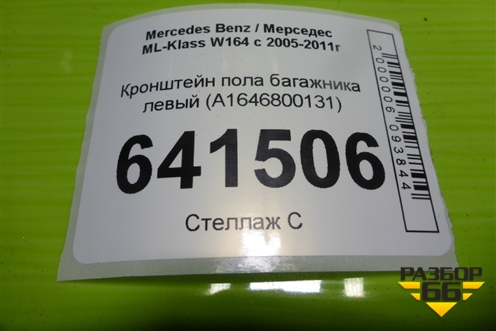 Mercedes Benz / Мерседес
ML-Klass W164 с 2005-2011г
Кронштейн пола багажника
левый (A1646800131)
641506
Стеллаж С
2000006093844
РАЗБОР
66